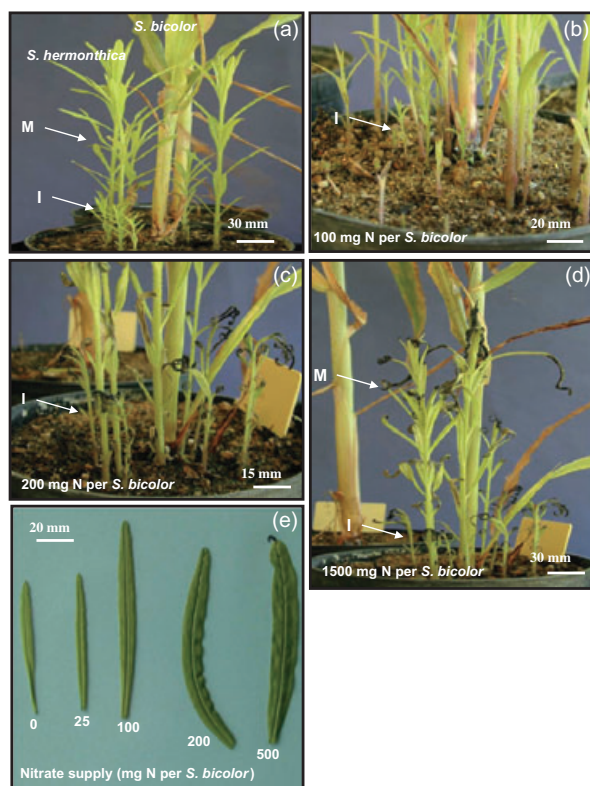 (a)
S. bicolor
S. hermonthica
M
I
30 mm
(b)
I
20 mm
100 mg N per S. bicolor
(c)
I
200 mg N per S. bicolor
15 mm
(d)
M
I
30 mm
1500 mg N per S. bicolor
(e)
20 mm
0
25
100
200
500
Nitrate supply (mg N per S. bicolor)